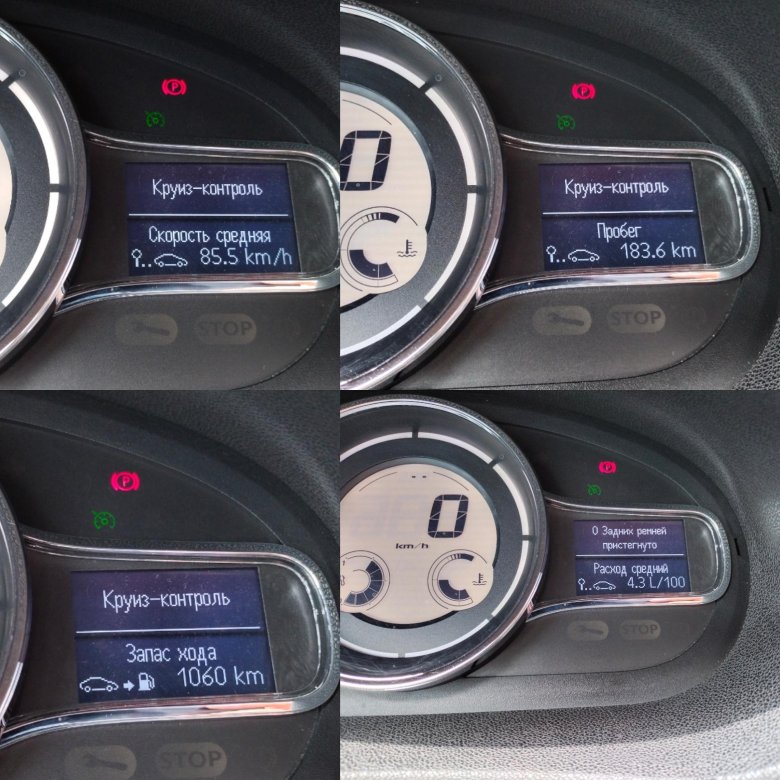 P
Круиз-контроль
Скорость средняя
85.5 km/h
STOP
0
P
Круиз-контроль
Пробег
183.6 km
STOP
P
Круиз-контроль
Запас хода
1060 km
STOP
0
km/h
P
0 Задних ремней
пристегнуто
Расход средний
4.3 L/100
STOP